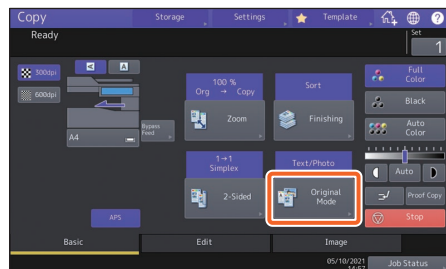 Copy
Storage
Settings
Template
Ready
Set
1
300dpi
600dpi
A
A
A4
Bypass
Feed
APS
100 %
Org → Copy
Zoom
Sort
Finishing
1→1
Simplex
2-Sided
Text/Photo
Original
Mode
Full
Color
Black
Auto
Color
Auto
Proof Copy
Stop
Basic
Edit
Image
05/10/2021
14:57
Job Status